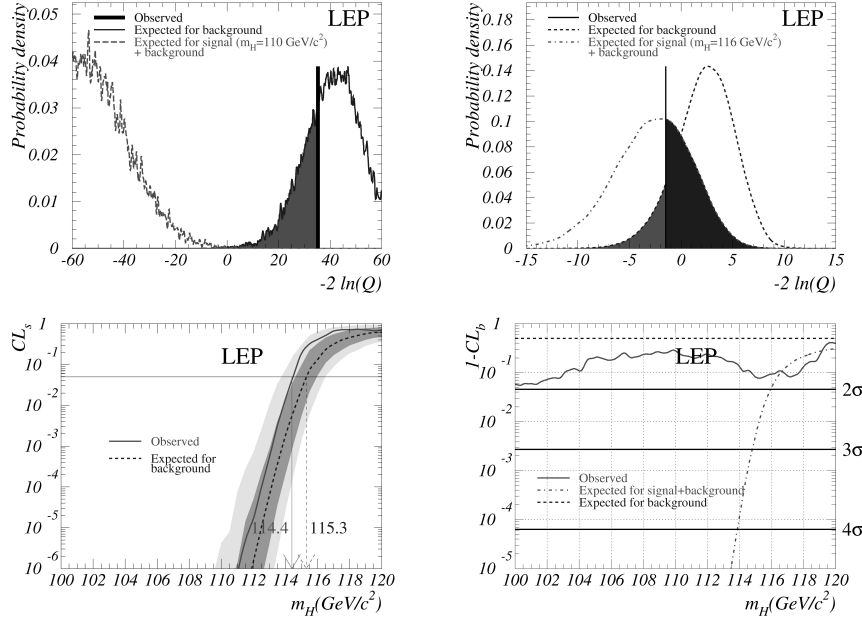 LEP
Observed
Expected for background
Expected for signal (m_H=110 GeV/c²)
+ background
Probability density
0.05
0.04
0.03
0.02
0.01
0
-60 -40 -20 0 20 40 60
-2 ln(Q)
LEP
Observed
Expected for background
Expected for signal (m_H=116 GeV/c²)
+ background
Probability density
0.2
0.18
0.16
0.14
0.12
0.1
0.08
0.06
0.04
0.02
0
-15 -10 -5 0 5 10 15
-2 ln(Q)
CL_s
LEP
1
10 -1
10 -2
10 -3
10 -4
10 -5
10 -6
Observed
Expected for
background
114.4
115.3
100 102 104 106 108 110 112 114 116 118 120
m_H(GeV/c²)
1-CL_b
LEP
1
10 -1
10 -2
10 -3
10 -4
10 -5
2σ
3σ
4σ
Observed
Expected for signal+background
Expected for background
100 102 104 106 108 110 112 114 116 118 120
m_H(GeV/c²)